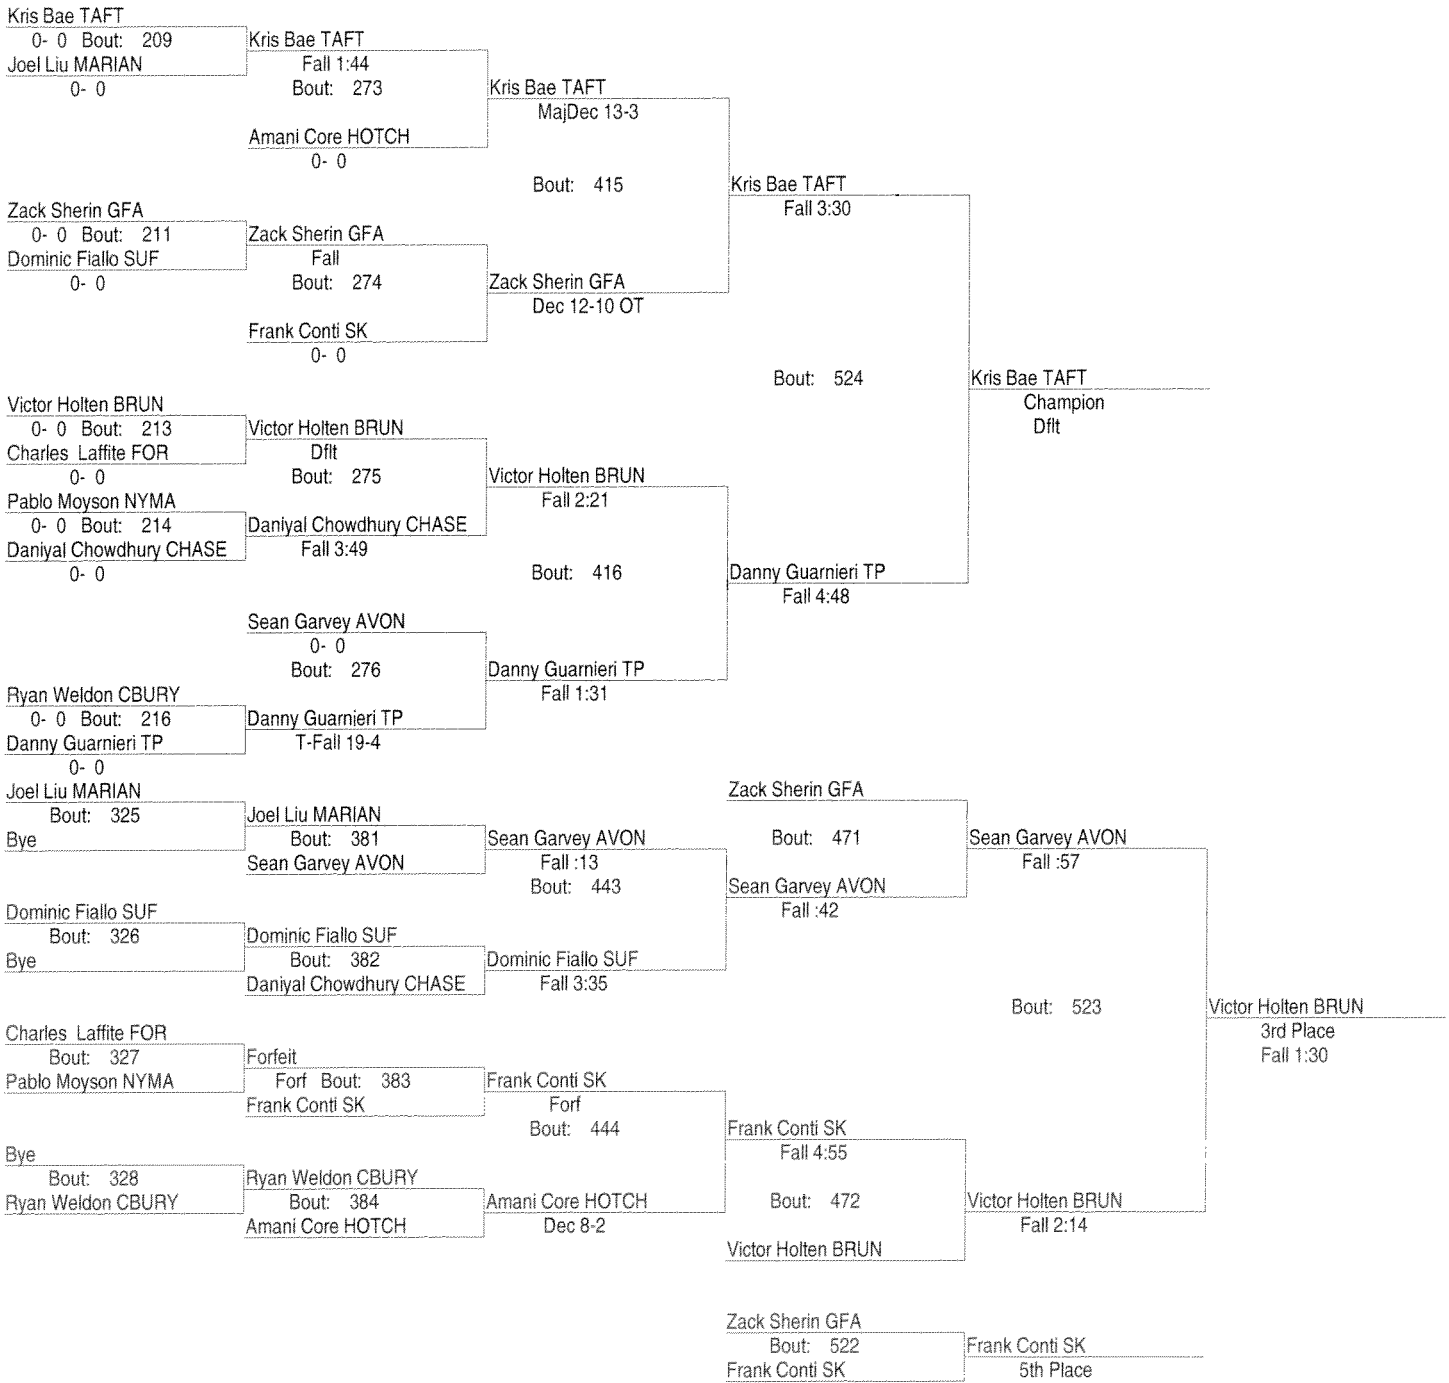 Kris Bae TAFT
0- 0 Bout: 209
Joel Liu MARIAN
0- 0
Kris Bae TAFT
Fall 1:44
Bout: 273
Amani Core HOTCH
0- 0
Kris Bae TAFT
MajDec 13-3
Bout: 415
Zack Sherin GFA
0- 0 Bout: 211
Dominic Fiallo SUF
0- 0
Zack Sherin GFA
Fall
Bout: 274
Frank Conti SK
0- 0
Zack Sherin GFA
Dec 12-10 OT
Kris Bae TAFT
Fall 3:30
Bout: 524
Kris Bae TAFT
Champion
Dflt
Victor Holten BRUN
0- 0 Bout: 213
Charles Laffite FOR
0- 0
Pablo Moyson NYMA
0- 0 Bout: 214
Daniyal Chowdhury CHASE
0- 0
Victor Holten BRUN
Dflt
Bout: 275
Daniyal Chowdhury CHASE
Fall 3:49
Victor Holten BRUN
Fall 2:21
Bout: 416
Danny Guarnieri TP
Fall 4:48
Sean Garvey AVON
0- 0
Bout: 276
Danny Guarnieri TP
Fall 1:31
Ryan Weldon CBURY
0- 0 Bout: 216
Danny Guarnieri TP
0- 0
Danny Guarnieri TP
T-Fall 19-4
Joel Liu MARIAN
Bout: 325
Bye
Joel Liu MARIAN
Bout: 381
Sean Garvey AVON
Sean Garvey AVON
Fall :13
Bout: 443
Dominic Fiallo SUF
Bout: 326
Bye
Dominic Fiallo SUF
Bout: 382
Daniyal Chowdhury CHASE
Dominic Fiallo SUF
Fall 3:35
Zack Sherin GFA
Bout: 471
Sean Garvey AVON
Fall :42
Sean Garvey AVON
Fall :57
Bout: 523
Victor Holten BRUN
3rd Place
Fall 1:30
Charles Laffite FOR
Bout: 327
Pablo Moyson NYMA
Forfeit
Forf Bout: 383
Frank Conti SK
Frank Conti SK
Forf
Bout: 444
Bye
Bout: 328
Ryan Weldon CBURY
Ryan Weldon CBURY
Bout: 384
Amani Core HOTCH
Amani Core HOTCH
Dec 8-2
Frank Conti SK
Fall 4:55
Bout: 472
Victor Holten BRUN
Victor Holten BRUN
Fall 2:14
Zack Sherin GFA
Bout: 522
Frank Conti SK
Frank Conti SK
5th Place